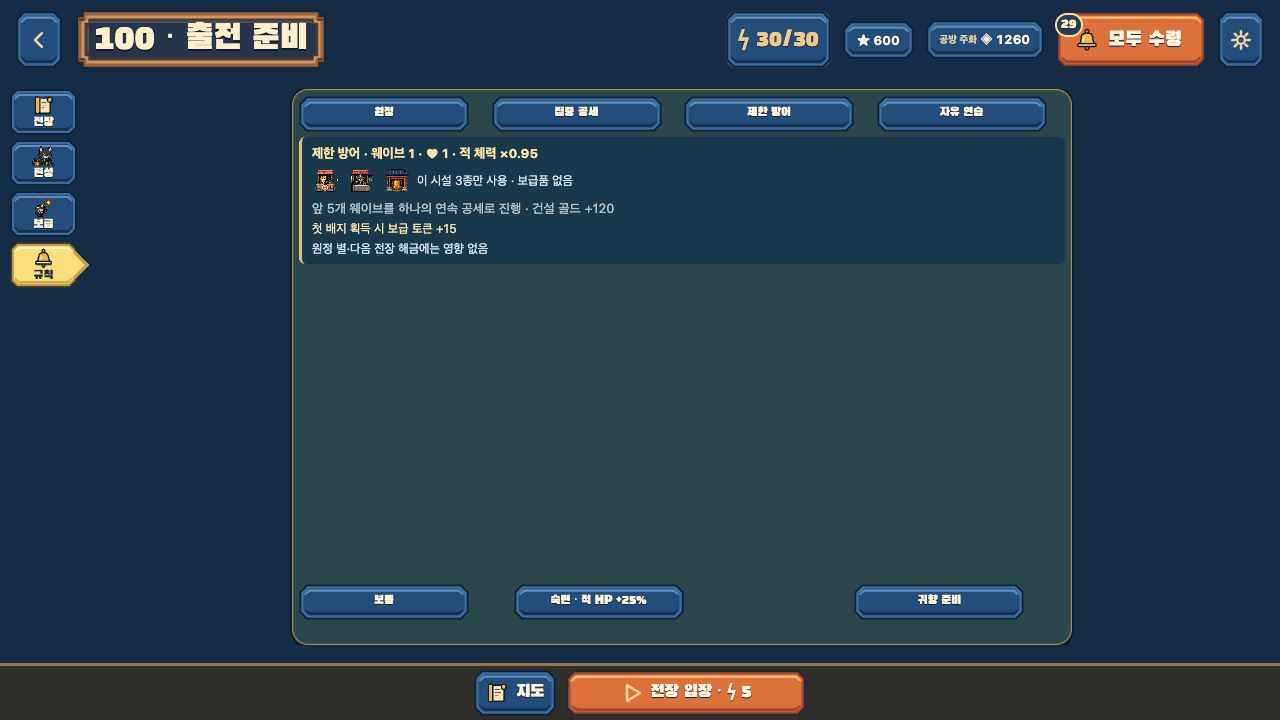 100 · 출전 준비
30/30
★ 600
공방 주화 ◈ 1260
29
모두 수령
전장
편성
보급
규칙
원정
집중 공세
제한 방어
자유 연습
제한 방어 · 웨이브 1 · ♥ 1 · 적 체력 ×0.95
이 시설 3종만 사용 · 보급품 없음
앞 5개 웨이브를 하나의 연속 공세로 진행 · 건설 골드 +120
첫 배지 획득 시 보급 토큰 +15
원정 별·다음 전장 해금에는 영향 없음
보통
숙련 · 적 HP +25%
귀향 준비
지도
전장 입장 · ϟ 5